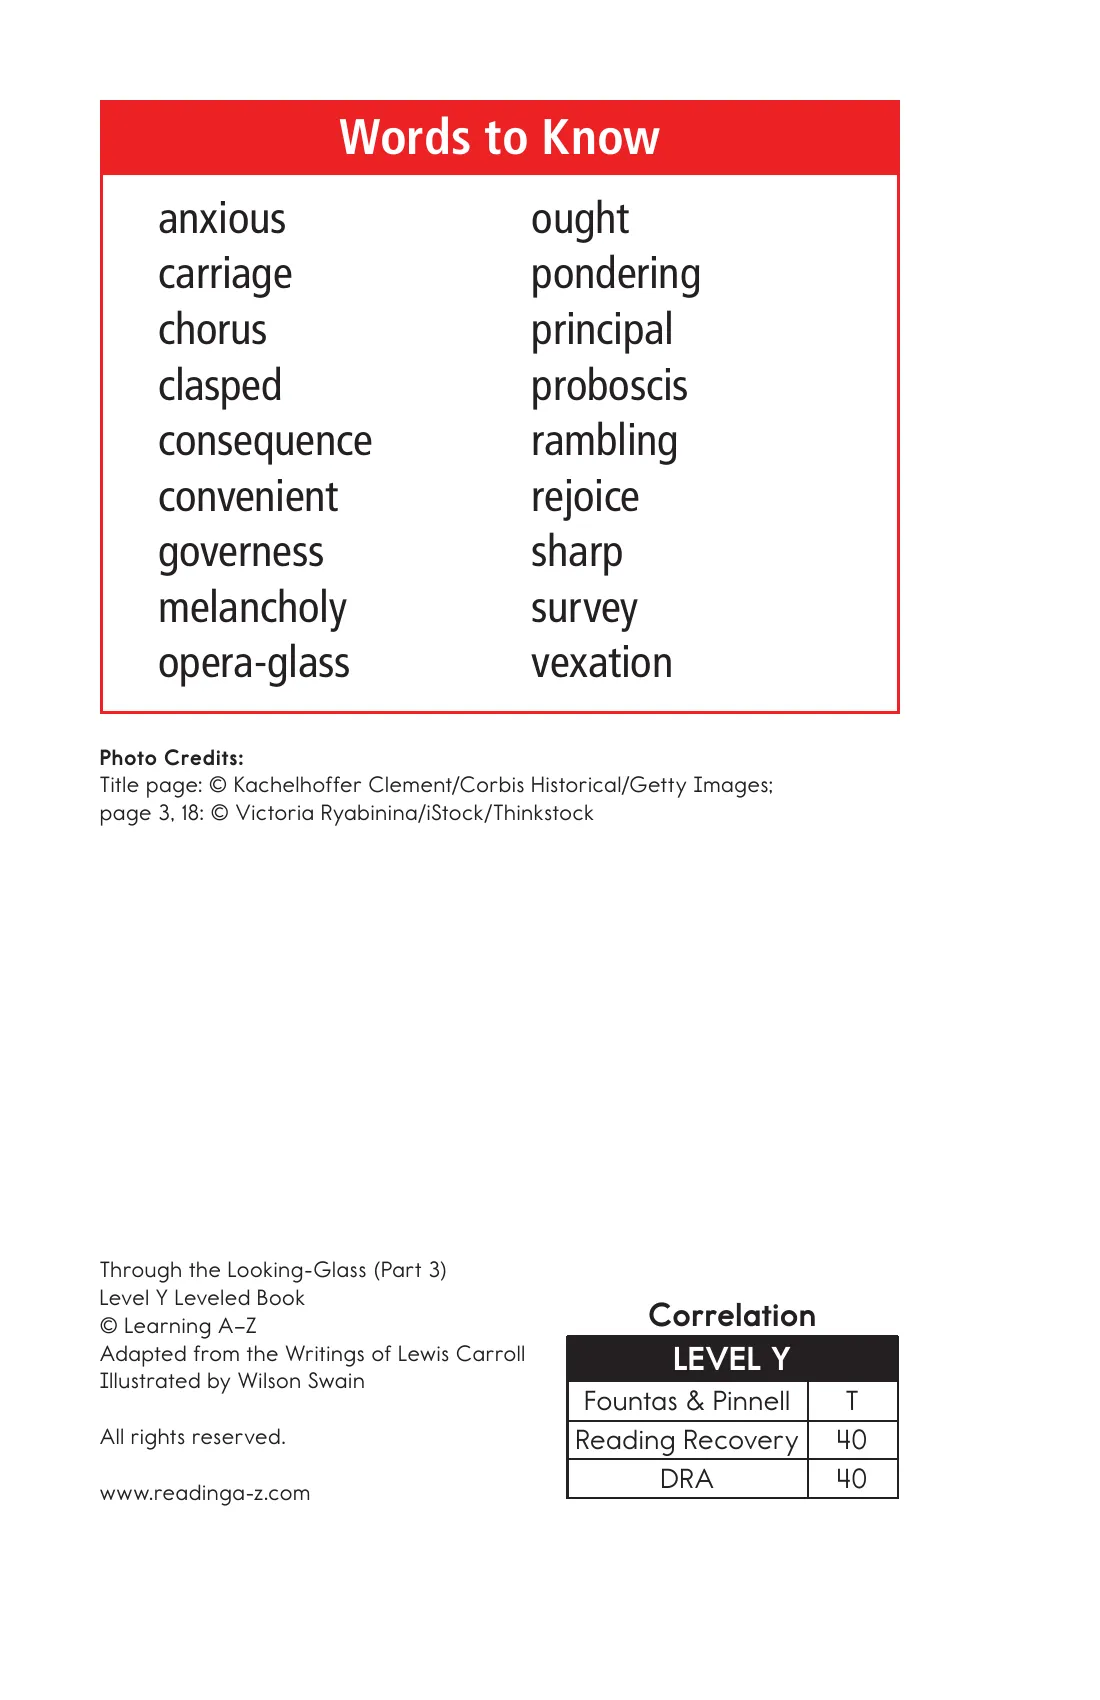 Words to Know
anxious
carriage
chorus
clasped
consequence
convenient
governess
melancholy
opera-glass
ought
pondering
principal
proboscis
rambling
rejoice
sharp
survey
vexation
Photo Credits:
Title page: © Kachelhoffer Clement/Corbis Historical/Getty Images;
page 3, 18: © Victoria Ryabinina/iStock/Thinkstock
Through the Looking-Glass (Part 3)
Level Y Leveled Book
© Learning A–Z
Adapted from the Writings of Lewis Carroll
Illustrated by Wilson Swain
All rights reserved.
www.readinga-z.com
Correlation
LEVEL Y
Fountas & Pinnell T
Reading Recovery 40
DRA 40